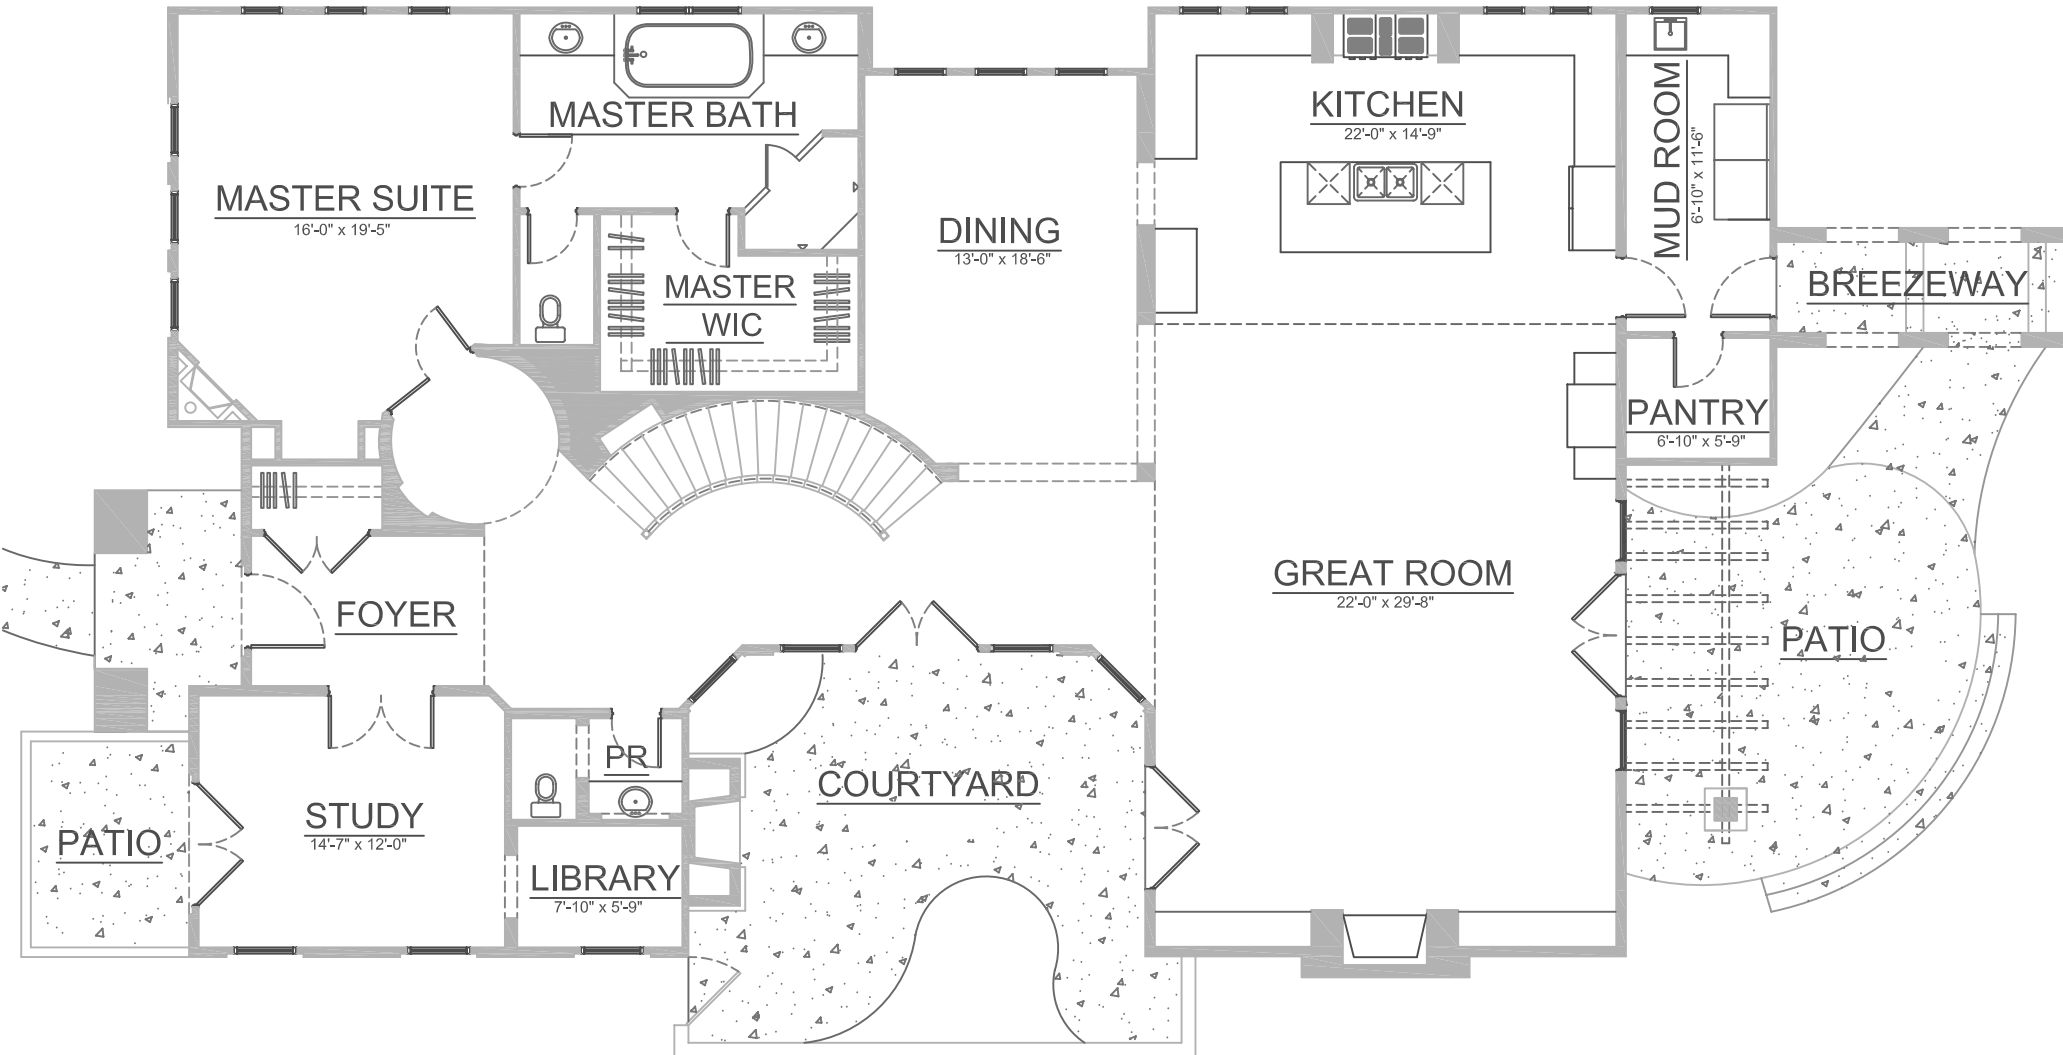 MASTER BATH
KITCHEN
22'-0" x 14'-9"
MUD ROOM
6'-10" x 11'-6"
MASTER SUITE
16'-0" x 19'-5"
DINING
13'-0" x 18'-6"
MASTER
WIC
BREEZEWAY
PANTRY
6'-10" x 5'-9"
GREAT ROOM
22'-0" x 29'-8"
FOYER
PATIO
PR
COURTYARD
STUDY
14'-7" x 12'-0"
PATIO
LIBRARY
7'-10" x 5'-9"